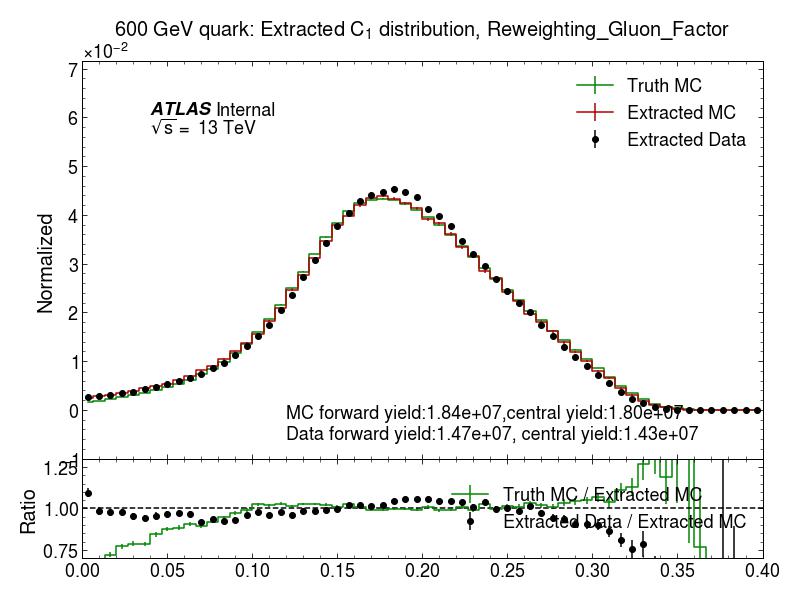 600 GeV quark: Extracted C₁ distribution, Reweighting_Gluon_Factor
×10⁻²
7
ATLAS Internal
√s = 13 TeV
Truth MC
Extracted MC
Extracted Data
6
5
4
3
2
1
0
Normalized
MC forward yield:1.84e+07,central yield:1.80e+07
Data forward yield:1.47e+07, central yield:1.43e+07
1.25
1.00
0.75
Ratio
Truth MC / Extracted MC
Extracted Data / Extracted MC
0.00 0.05 0.10 0.15 0.20 0.25 0.30 0.35 0.40